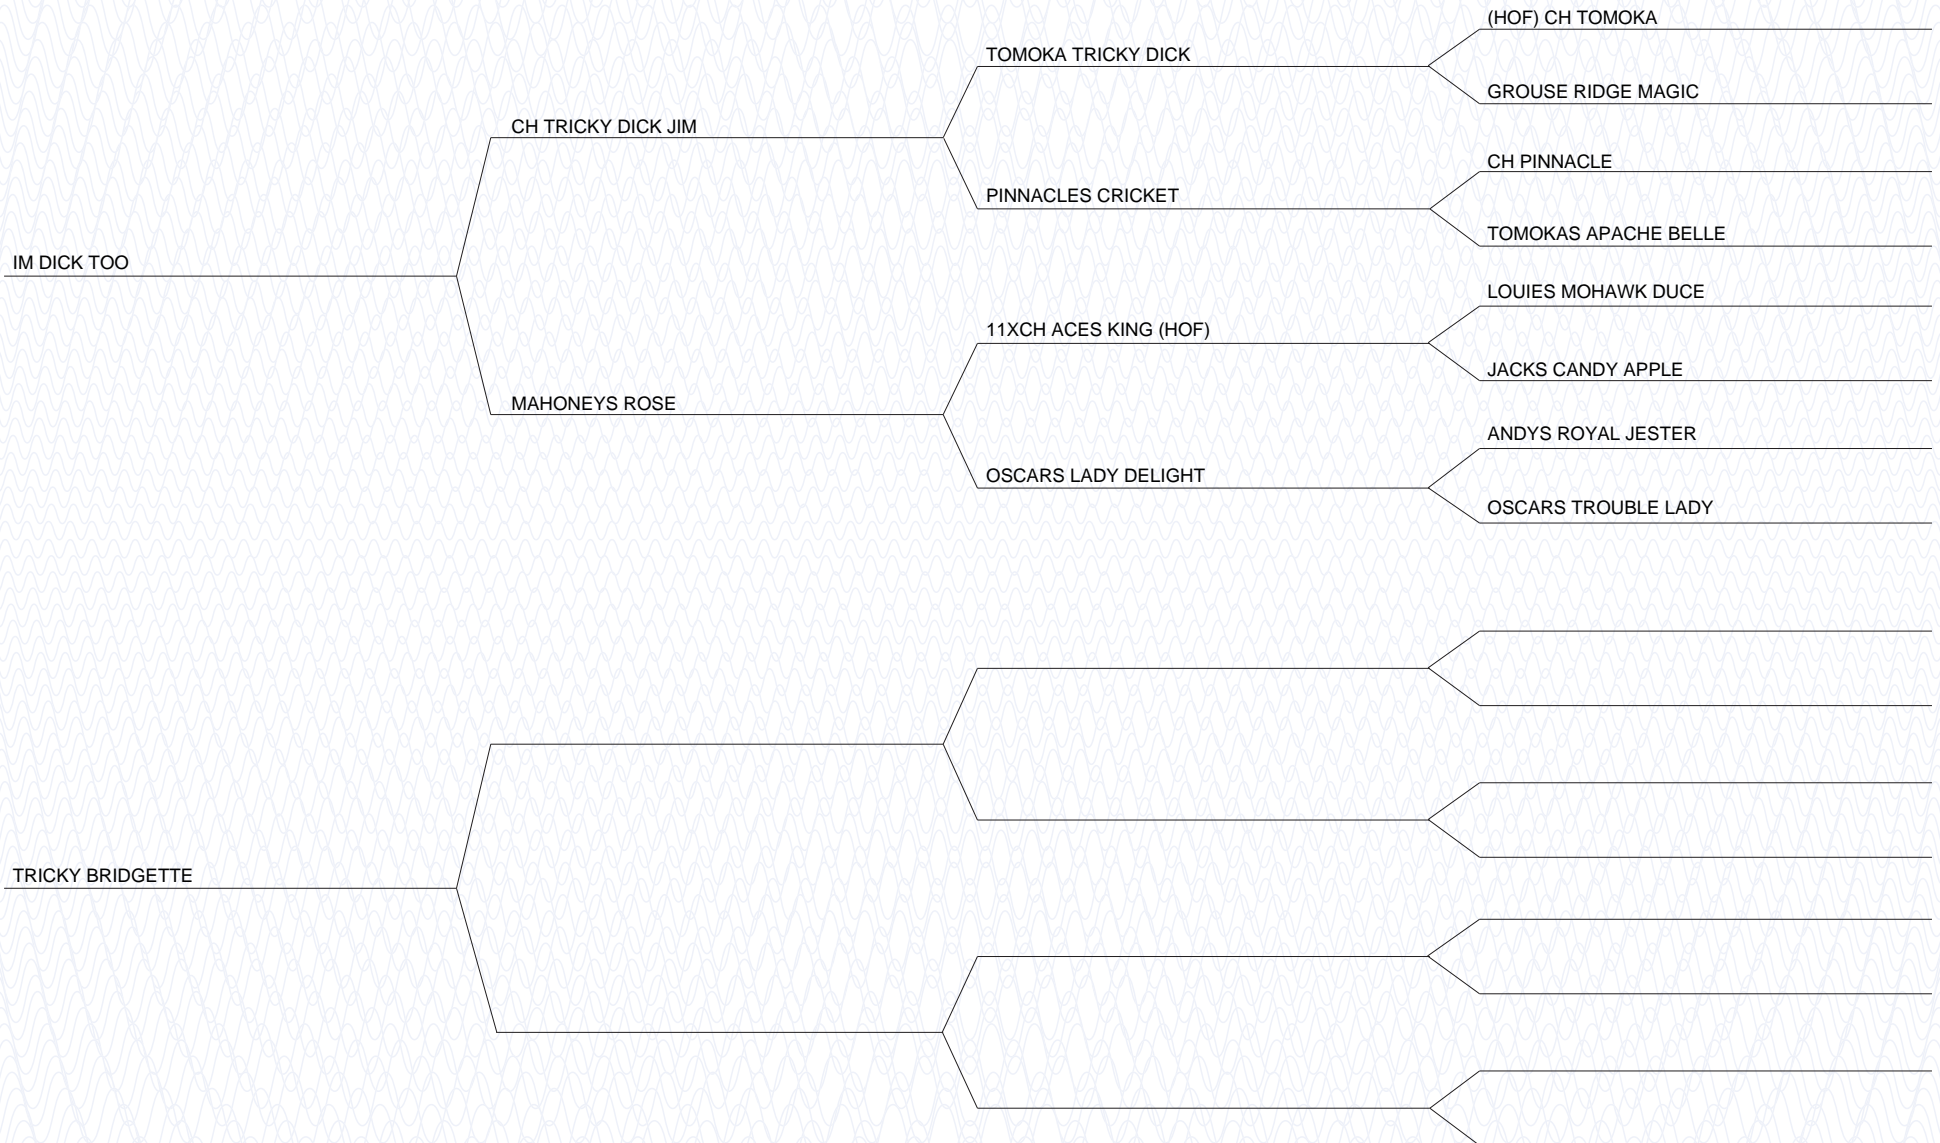 (HOF) CH TOMOKA
TOMOKA TRICKY DICK
GROUSE RIDGE MAGIC
CH TRICKY DICK JIM
CH PINNACLE
PINNACLES CRICKET
TOMOKAS APACHE BELLE
IM DICK TOO
LOUIES MOHAWK DUCE
11XCH ACES KING (HOF)
JACKS CANDY APPLE
MAHONEYS ROSE
ANDYS ROYAL JESTER
OSCARS LADY DELIGHT
OSCARS TROUBLE LADY
TRICKY BRIDGETTE